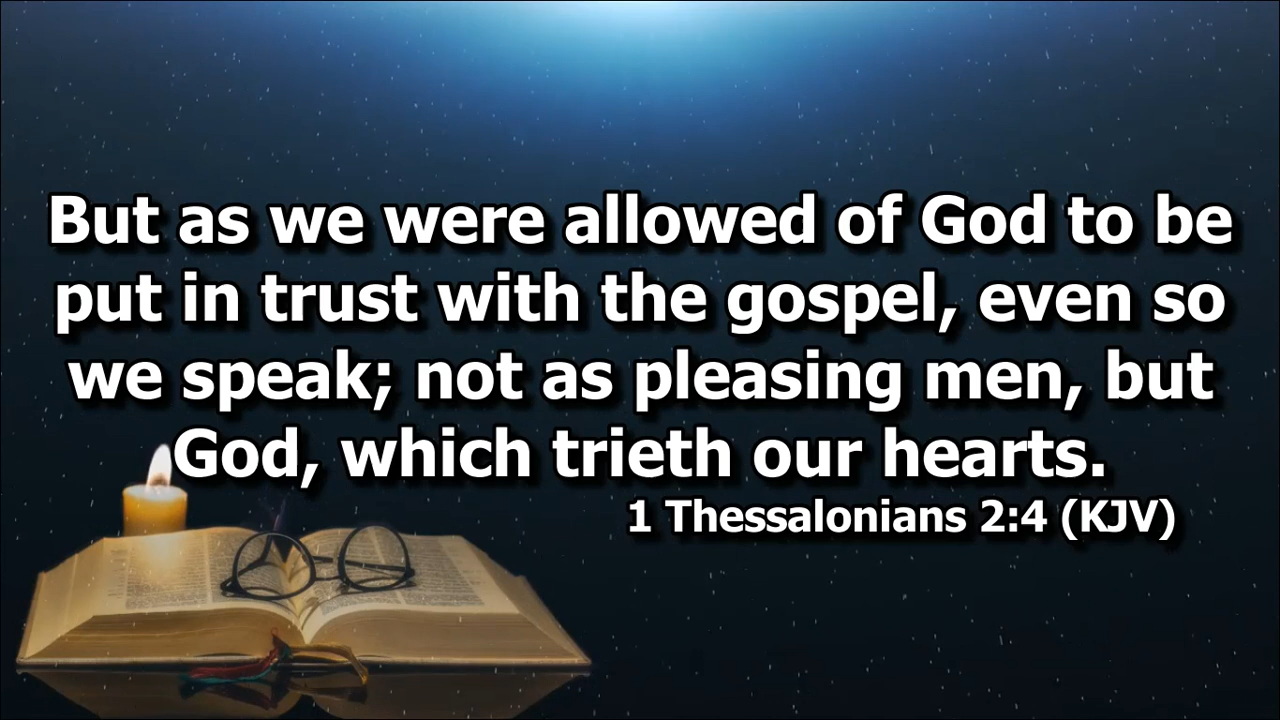 But as we were allowed of God to be
put in trust with the gospel, even so
we speak; not as pleasing men, but
God, which trieth our hearts.
1 Thessalonians 2:4 (KJV)